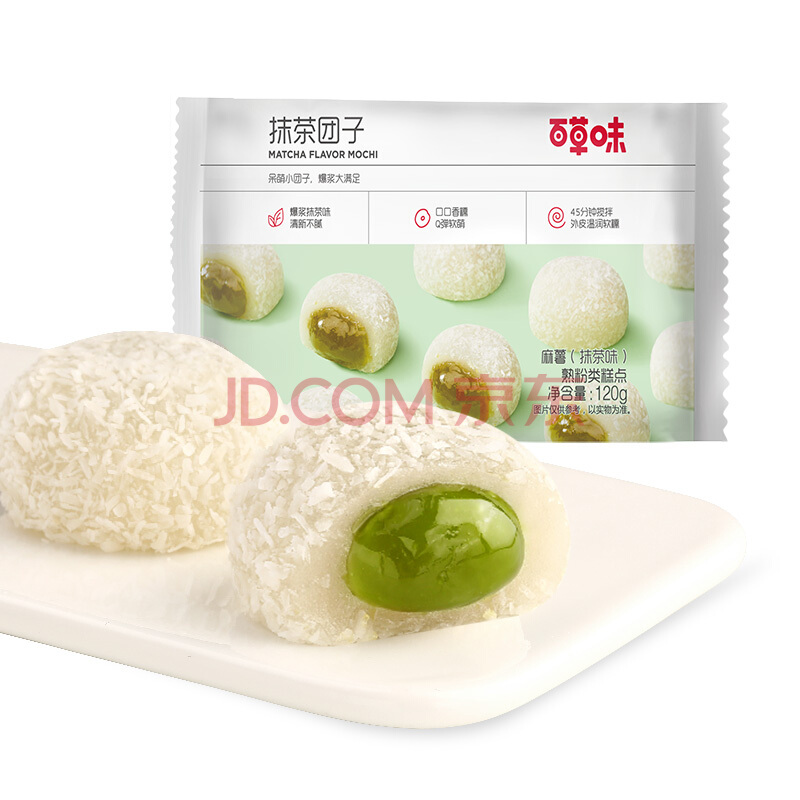 抹茶团子
MATCHA FLAVOR MOCHI
百草味
呆萌小团子，爆浆大满足
爆浆抹茶味
清新不腻
口口香糯
Q弹软萌
45分钟搅拌
外皮温润软糯
麻薯（抹茶味）
熟粉类糕点
净含量：120g
图片仅供参考，以实物为准。
JD.COM 京东